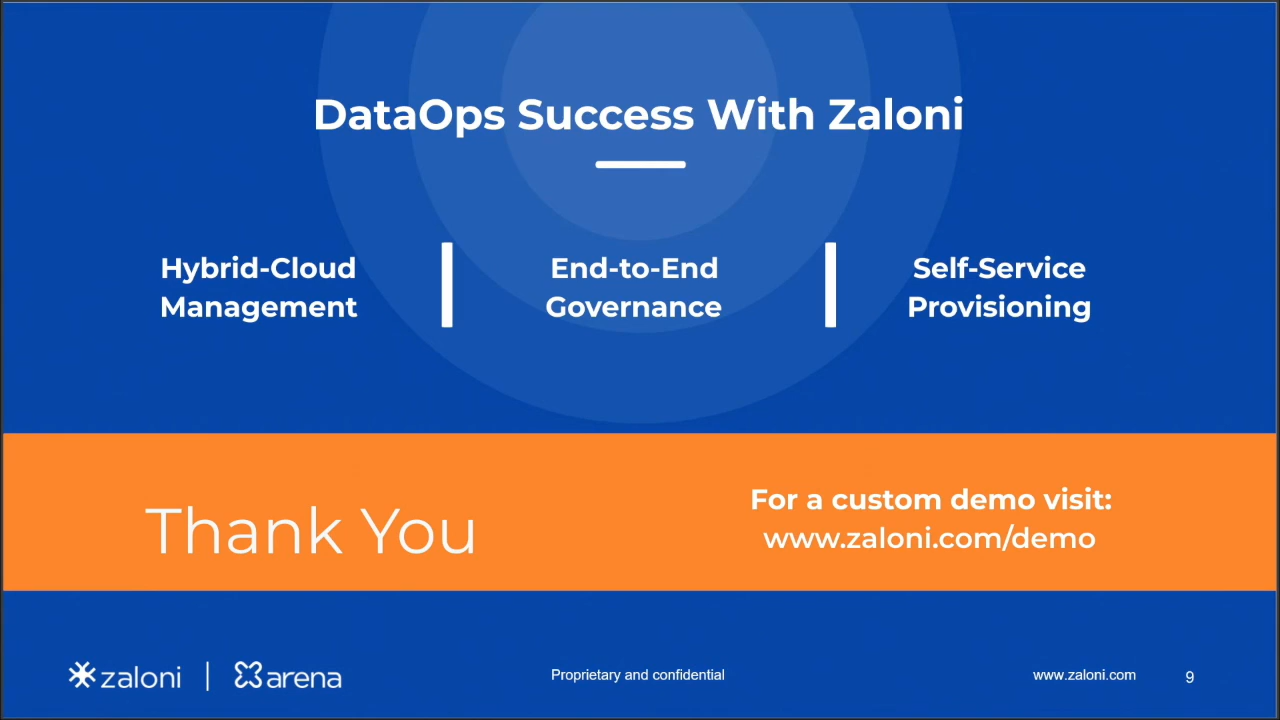 DataOps Success With Zaloni
Hybrid-Cloud
Management
End-to-End
Governance
Self-Service
Provisioning
Thank You
For a custom demo visit:
www.zaloni.com/demo
zaloni
arena
Proprietary and confidential
www.zaloni.com
9